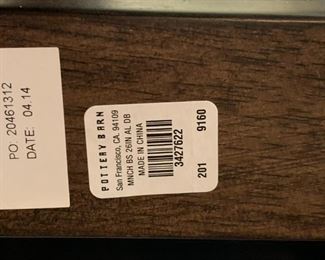 PO: 20461312
DATE: 04.14
POTTERY BARN
San Francisco, CA. 94109
MNCH BS 26IN AL DB
MADE IN CHINA
3427622
201 9160